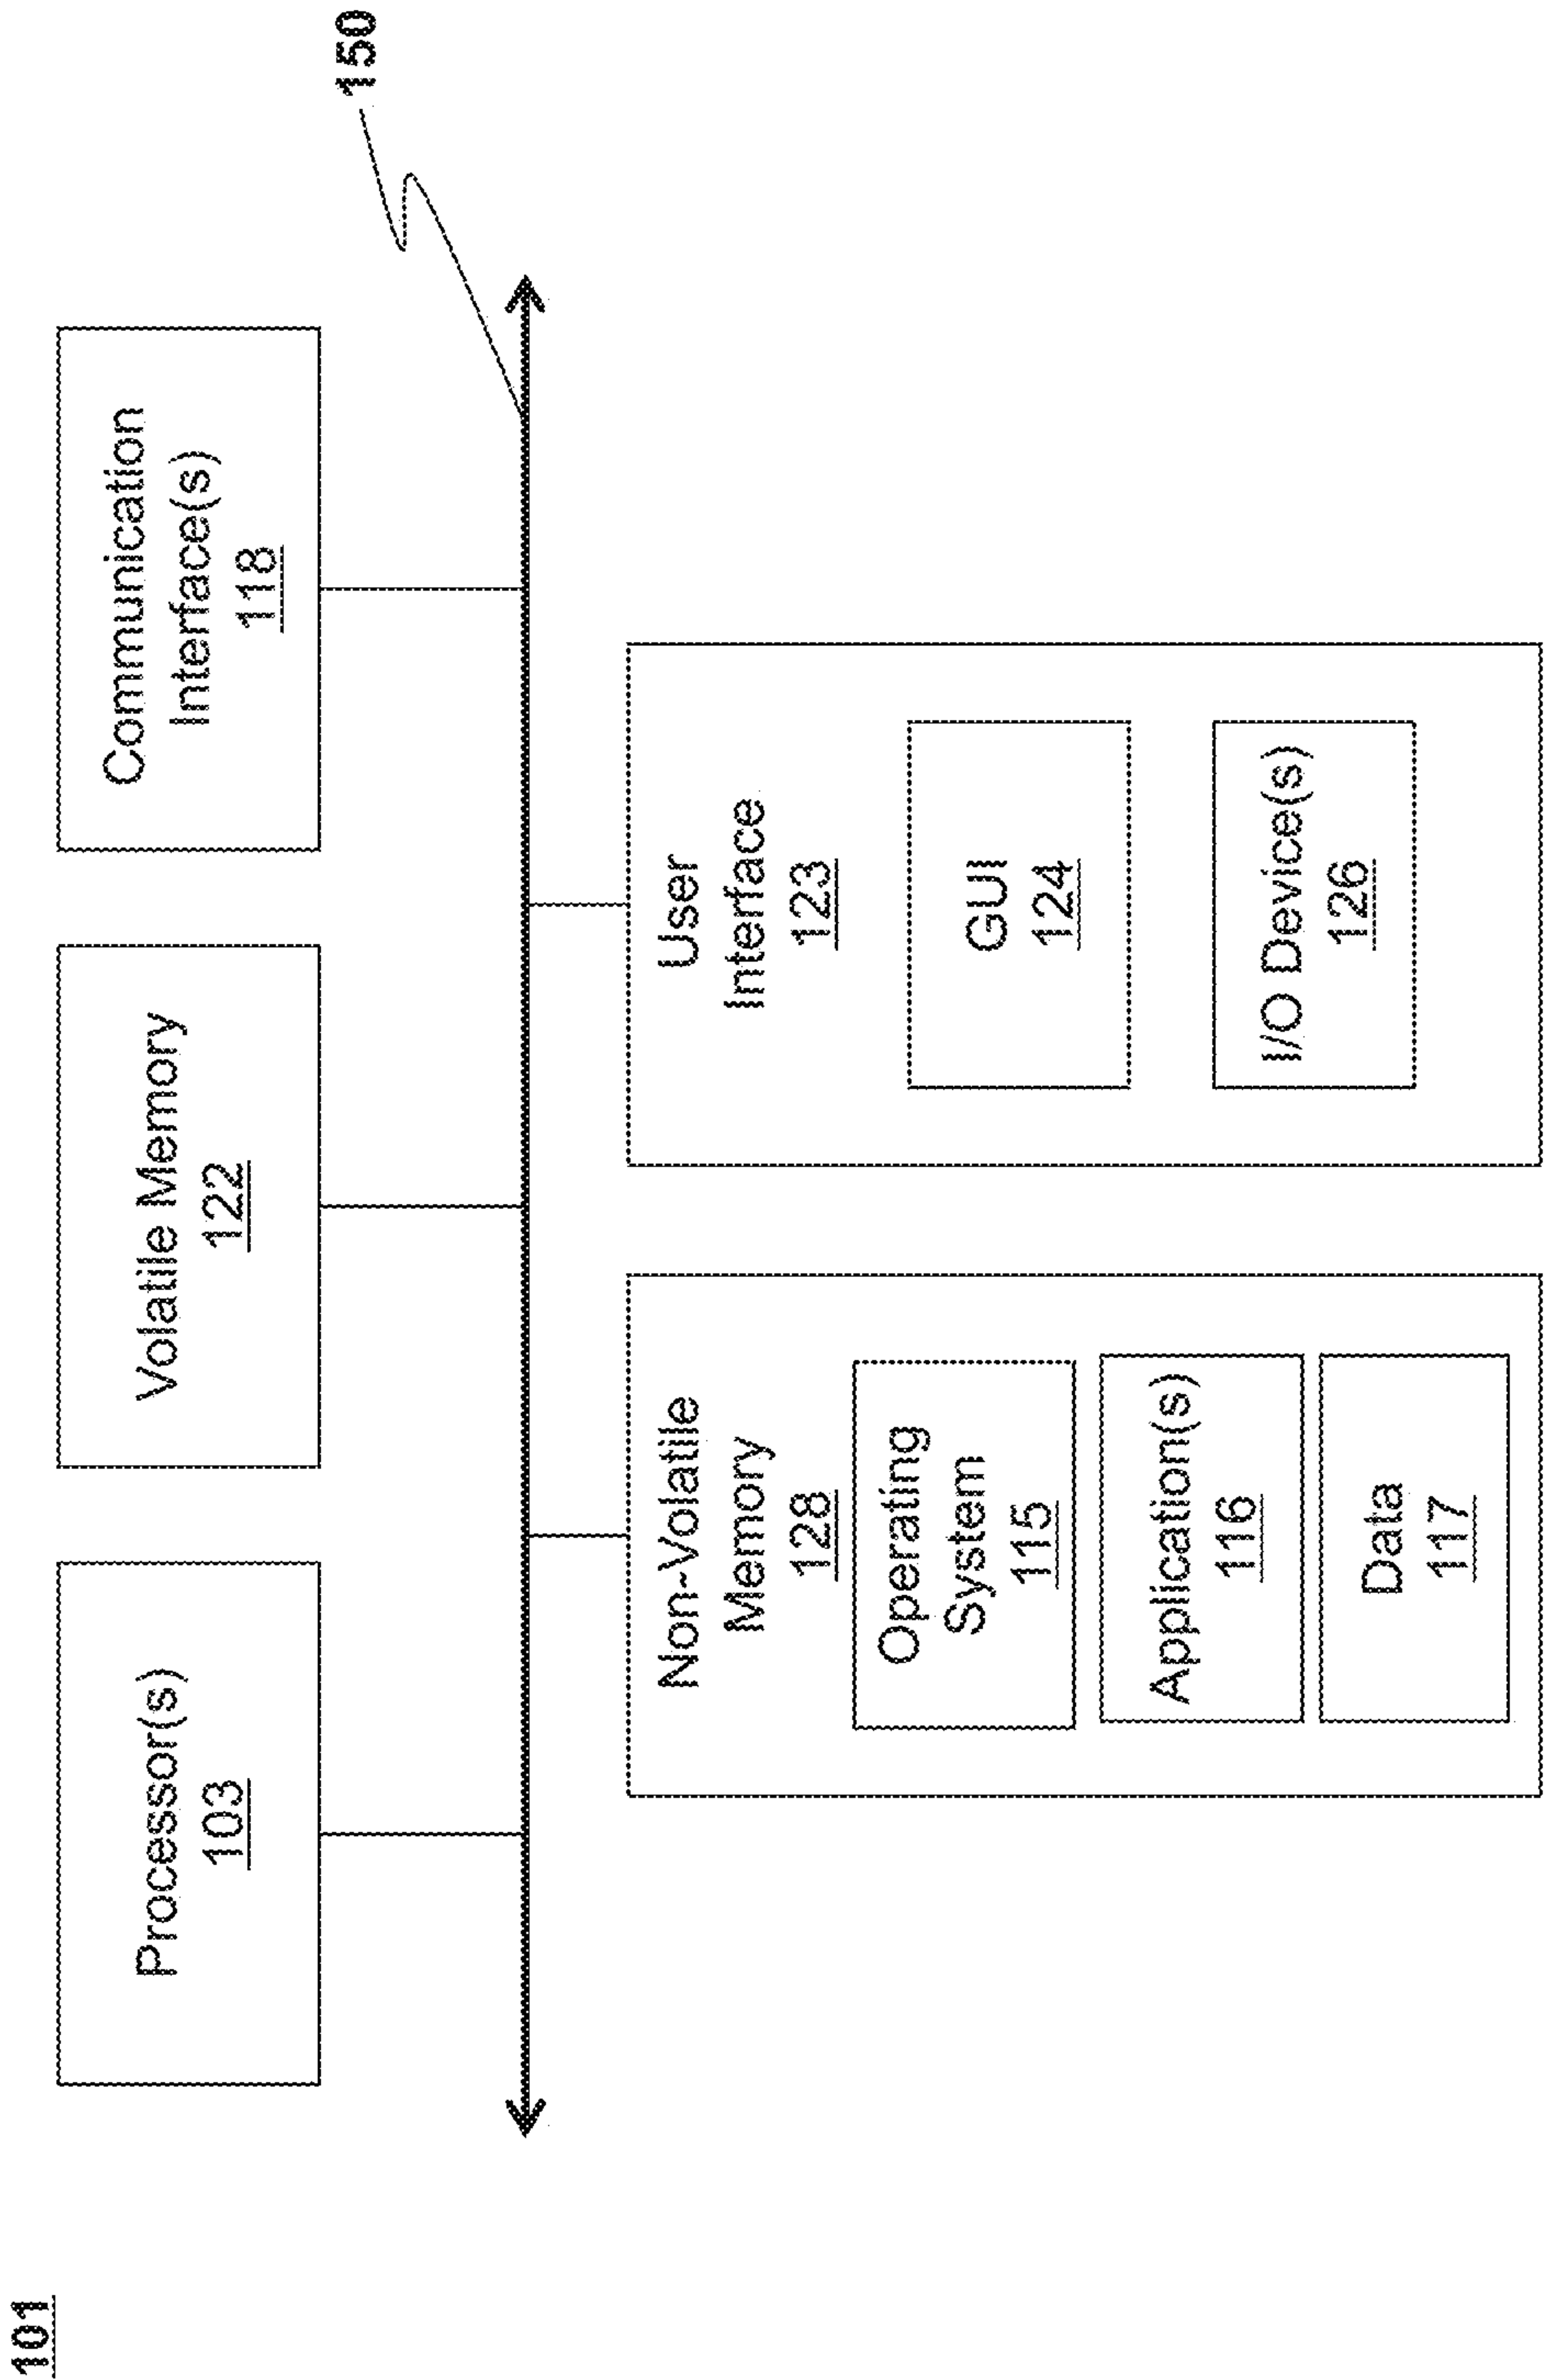 101
Processor(s)
103
Volatile Memory
122
Communication
Interface(s)
118
150
Non-Volatile
Memory
128
Operating
System
115
Application(s)
116
Data
117
User
Interface
123
GUI
124
I/O Device(s)
126